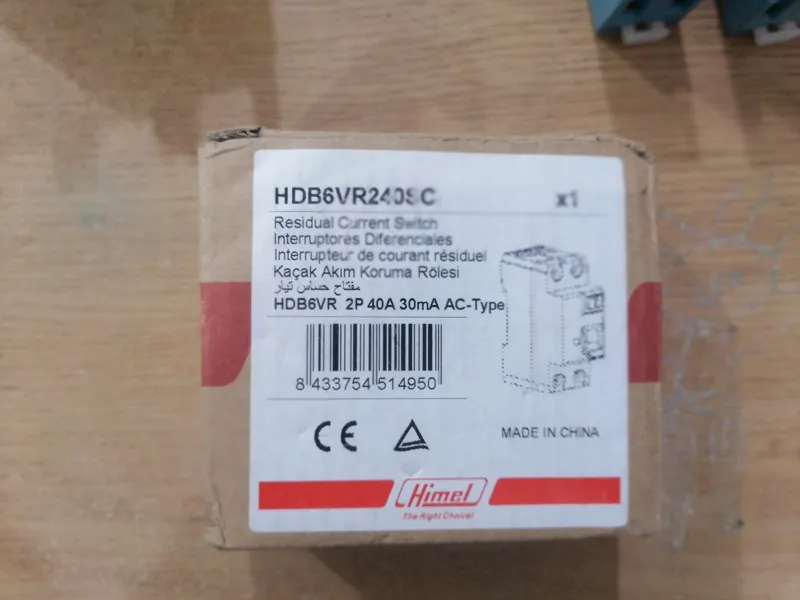 HDB6VR240SC x1
Residual Current Switch
Interruptores Diferenciales
Interrupteur de courant résiduel
Kaçak Akım Koruma Rölesi
مفتاح حساس تيار
HDB6VR 2P 40A 30mA AC-Type
8 433754 514950
CE
MADE IN CHINA
Himel
The Right Choice!